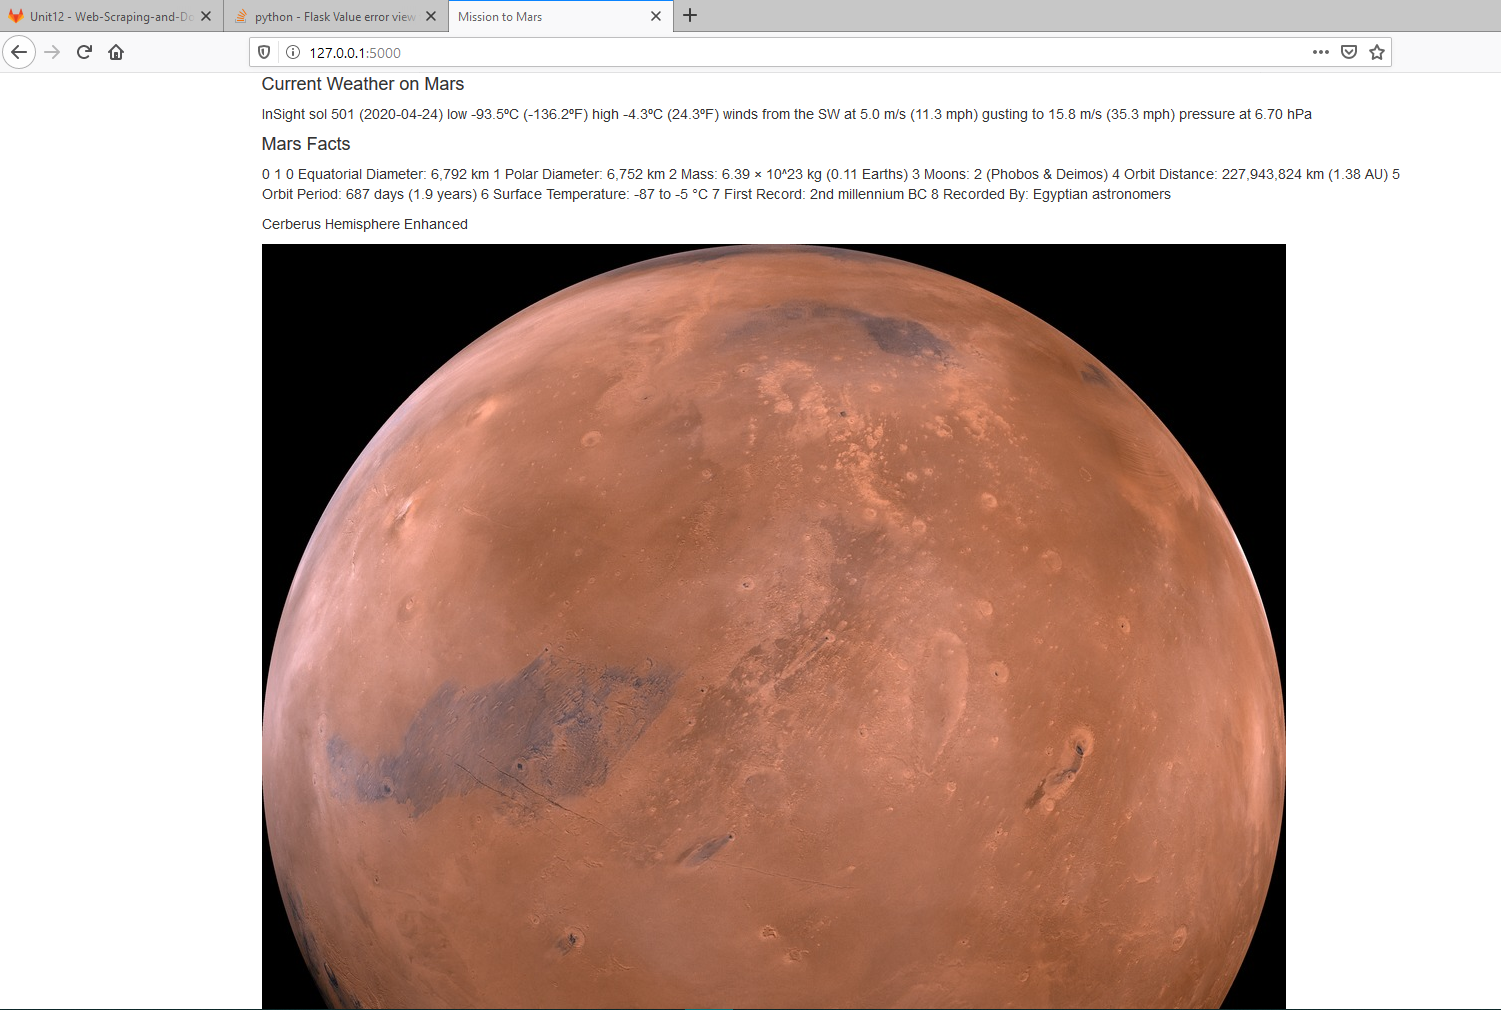 Unit12 - Web-Scraping-and-Do
python - Flask Value error view
Mission to Mars
127.0.0.1:5000
Current Weather on Mars
InSight sol 501 (2020-04-24) low -93.5ºC (-136.2ºF) high -4.3ºC (24.3ºF) winds from the SW at 5.0 m/s (11.3 mph) gusting to 15.8 m/s (35.3 mph) pressure at 6.70 hPa
Mars Facts
0 1 0 Equatorial Diameter: 6,792 km 1 Polar Diameter: 6,752 km 2 Mass: 6.39 × 10^23 kg (0.11 Earths) 3 Moons: 2 (Phobos & Deimos) 4 Orbit Distance: 227,943,824 km (1.38 AU) 5
Orbit Period: 687 days (1.9 years) 6 Surface Temperature: -87 to -5 °C 7 First Record: 2nd millennium BC 8 Recorded By: Egyptian astronomers
Cerberus Hemisphere Enhanced